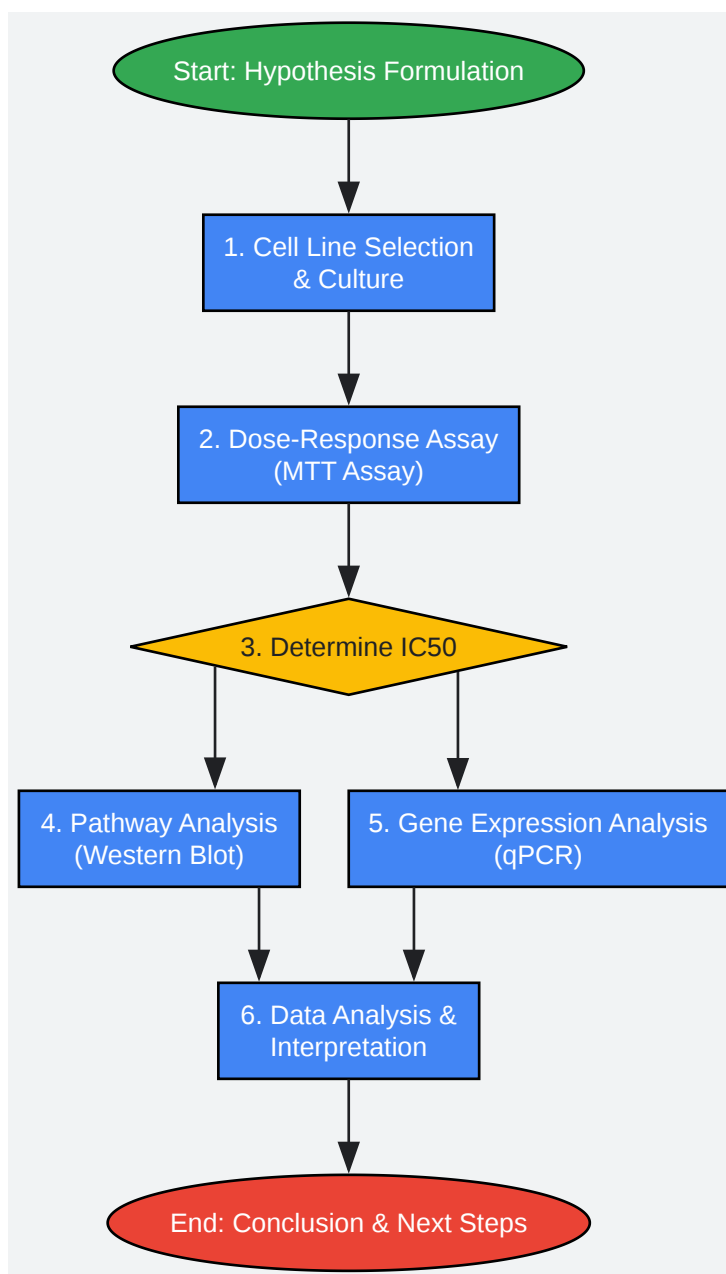 Start: Hypothesis Formulation
1. Cell Line Selection
& Culture
2. Dose-Response Assay
(MTT Assay)
3. Determine IC50
4. Pathway Analysis
(Western Blot)
5. Gene Expression Analysis
(qPCR)
6. Data Analysis &
Interpretation
End: Conclusion & Next Steps